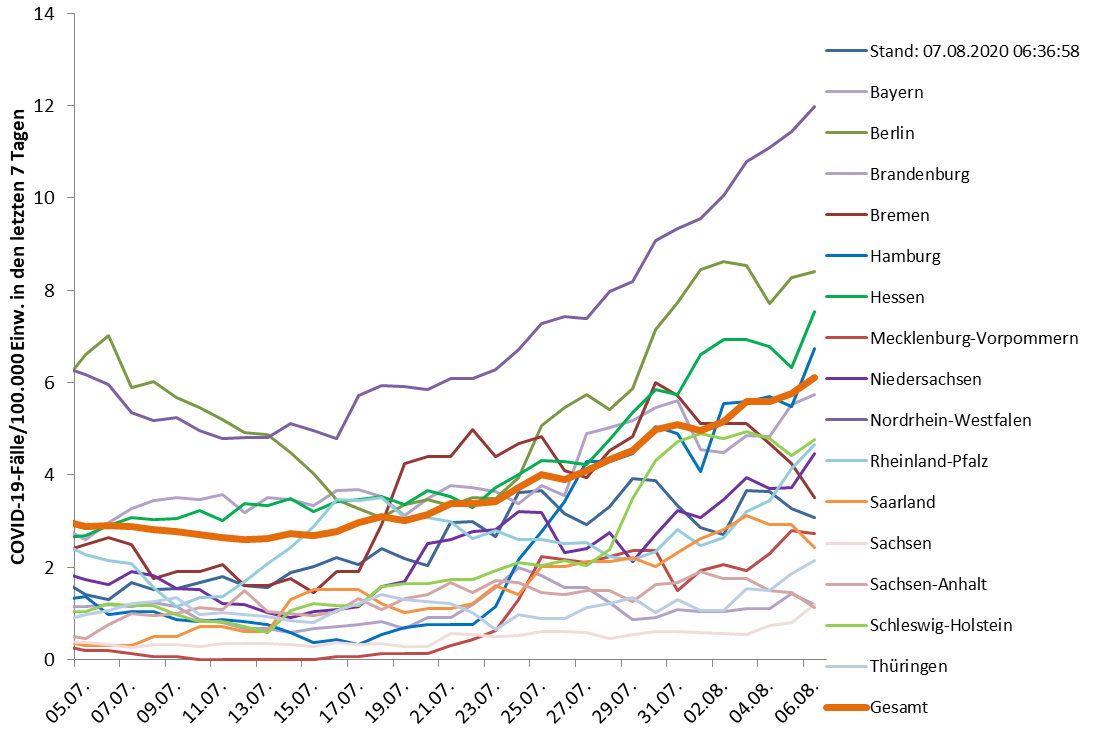 14
12
10
8
6
4
2
0
COVID-19-Fälle/100.000 Einw. in den letzten 7 Tagen
05.07.
07.07.
09.07.
11.07.
13.07.
15.07.
17.07.
19.07.
21.07.
23.07.
25.07.
27.07.
29.07.
31.07.
02.08.
04.08.
06.08.
Stand: 07.08.2020 06:36:58
Bayern
Berlin
Brandenburg
Bremen
Hamburg
Hessen
Mecklenburg-Vorpommern
Niedersachsen
Nordrhein-Westfalen
Rheinland-Pfalz
Saarland
Sachsen
Sachsen-Anhalt
Schleswig-Holstein
Thüringen
Gesamt